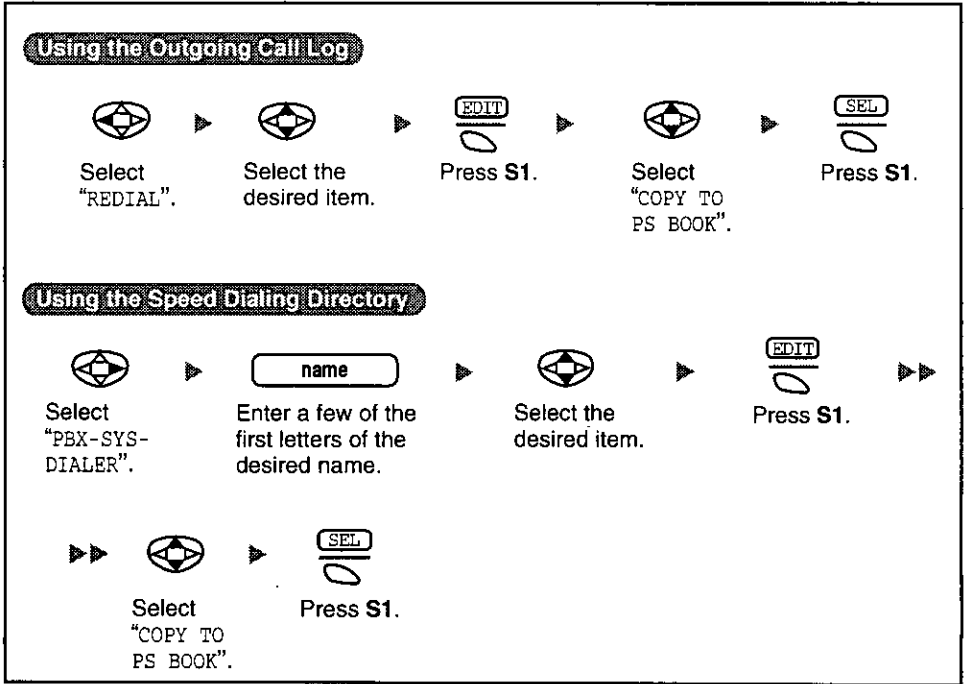 Using the Outgoing Call Log
EDIT
SEL
Select
"REDIAL".
Select the
desired item.
Press S1.
Select
"COPY TO
PS BOOK".
Press S1.
Using the Speed Dialing Directory
name
EDIT
Select
"PBX-SYS-
DIALER".
Enter a few of the
first letters of the
desired name.
Select the
desired item.
Press S1.
SEL
Select
"COPY TO
PS BOOK".
Press S1.